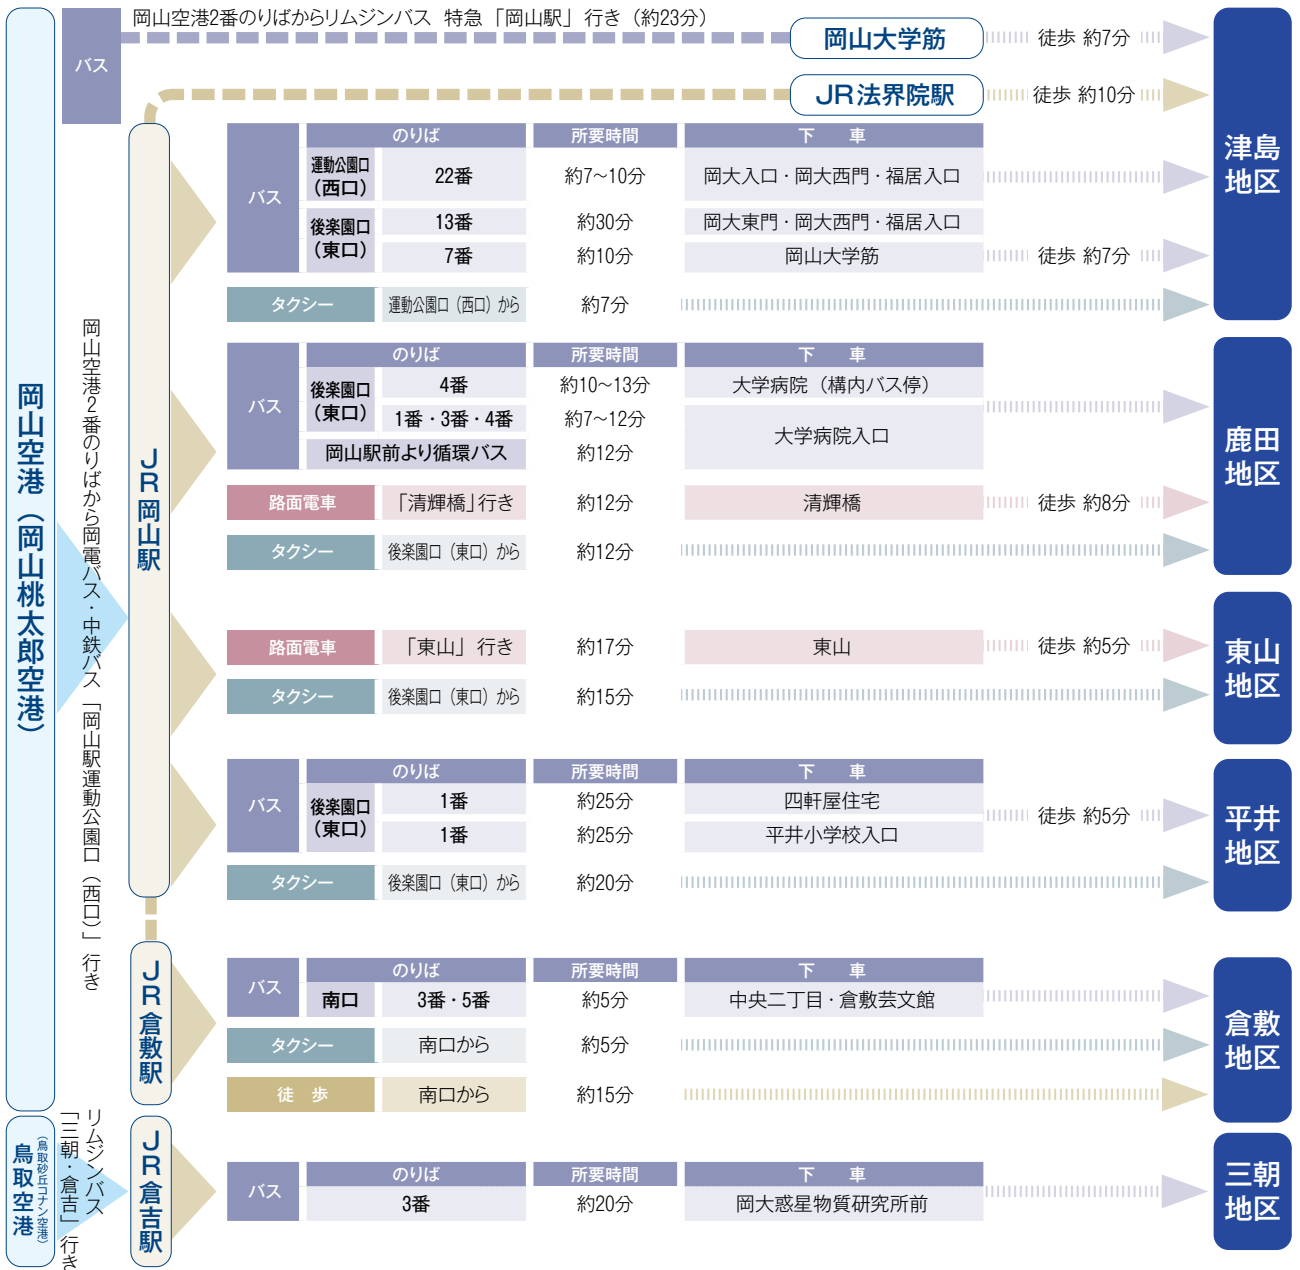 岡山空港2番のりばからリムジンバス 特急「岡山駅」行き（約23分）
バス
岡山大学筋
徒歩 約7分
JR法界院駅
徒歩 約10分
津島
地区
のりば
所要時間
下 車
バス
運動公園口
（西口）
22番
約7〜10分
岡大入口・岡大西門・福居入口
後楽園口
（東口）
13番
約30分
岡大東門・岡大西門・福居入口
7番
約10分
岡山大学筋
徒歩 約7分
タクシー
運動公園口（西口）から
約7分
岡山空港（岡山桃太郎空港）
岡山空港2番のりばから岡電バス・中鉄バス「岡山駅運動公園口（西口）」行き
JR岡山駅
のりば
所要時間
下 車
バス
後楽園口
（東口）
4番
約10〜13分
大学病院（構内バス停）
1番・3番・4番
約7〜12分
大学病院入口
岡山駅前より循環バス
約12分
路面電車
「清輝橋」行き
約12分
清輝橋
徒歩 約8分
タクシー
後楽園口（東口）から
約12分
鹿田
地区
路面電車
「東山」行き
約17分
東山
徒歩 約5分
タクシー
後楽園口（東口）から
約15分
東山
地区
のりば
所要時間
下 車
バス
後楽園口
（東口）
1番
約25分
四軒屋住宅
1番
約25分
平井小学校入口
徒歩 約5分
タクシー
後楽園口（東口）から
約20分
平井
地区
JR倉敷駅
のりば
所要時間
下 車
バス
南口
3番・5番
約5分
中央二丁目・倉敷芸文館
タクシー
南口から
約5分
徒 歩
南口から
約15分
倉敷
地区
鳥取空港
（鳥取砂丘コナン空港）
リムジンバス
「三朝・倉吉」行き
JR倉吉駅
のりば
所要時間
下 車
バス
3番
約20分
岡大惑星物質研究所前
三朝
地区